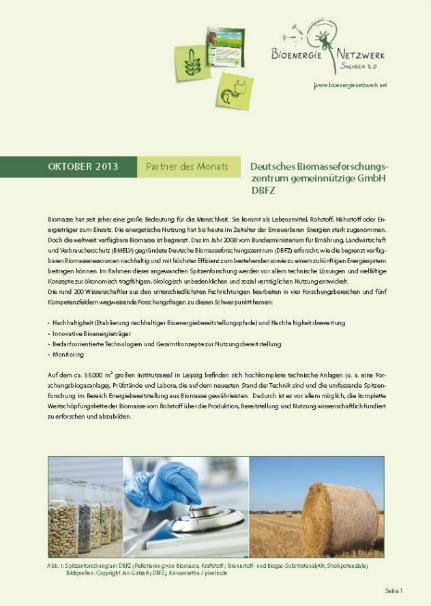 BIOENERGIE NETZWERK
SACHSEN 2.0
www.bioenergienetzwerk.net
OKTOBER 2013
Partner des Monats
Deutsches Biomasseforschungs-
zentrum gemeinnützige GmbH
DBFZ
Biomasse hat seit jeher eine große Bedeutung für die Menschheit. Sie kommt als Lebensmittel, Rohstoff, Nährstoff oder En-
ergieträger zum Einsatz. Die energetische Nutzung hat bis heute im Zeitalter der Erneuerbaren Energien stark zugenommen.
Doch die weltweit verfügbare Biomasse ist begrenzt. Das im Jahr 2008 vom Bundesministerium für Ernährung, Landwirtschaft
und Verbraucherschutz (BMELV) gegründete Deutsche Biomasseforschungszentrum (DBFZ) erforscht, wie die begrenzt verfüg-
baren Biomasseressourcen nachhaltig und mit höchster Effizienz zum bestehenden sowie zu einem zukünftigen Energiesystem
beitragen können. Im Rahmen dieser angewandten Spitzenforschung werden vor allem technische Lösungen und vielfältige
Konzepte zur ökonomisch tragfähigen, ökologisch unbedenklichen und sozial verträglichen Nutzung entwickelt.
Die rund 200 Wissenschaftler aus den unterschiedlichsten Fachrichtungen bearbeiten in vier Forschungsbereichen und fünf
Kompetenzfeldern wegweisende Forschungsfragen zu diesen Schwerpunktthemen:
• Nachhaltigkeit (Etablierung nachhaltiger Bioenergiebereitstellungspfade) und Nachhaltigkeitsbewertung
• Innovative Bioenergieträger
• Bedarfsorientierte Technologien und Gesamtkonzepte zur Nutzungsbereitstellung
• Monitoring
Auf dem ca. 35.000 m² großen Institutsareal in Leipzig befinden sich hochkomplexe technische Anlagen (u. a. eine For-
schungsbiogasanlage), Prüfstände und Labore, die auf dem neuesten Stand der Technik sind und die umfassende Spitzen-
forschung im Bereich Energiebereitstellung aus Biomasse gewährleisten. Dadurch ist es vor allem möglich, die komplette
Wertschöpfungskette der Biomasse vom Rohstoff über die Produktion, Bereitstellung und Nutzung wissenschaftlich fundiert
zu erforschen und abzubilden.
Abb. 1: Spitzenforschung am DBFZ (Pelletierung von Biomasse, Kraftstoff-, Brennstoff- und Biogas-Substratanalytik, Strohpotenziale)
Bildquellen: Copyright Jan Gutzeit; DBFZ;
Seite 1